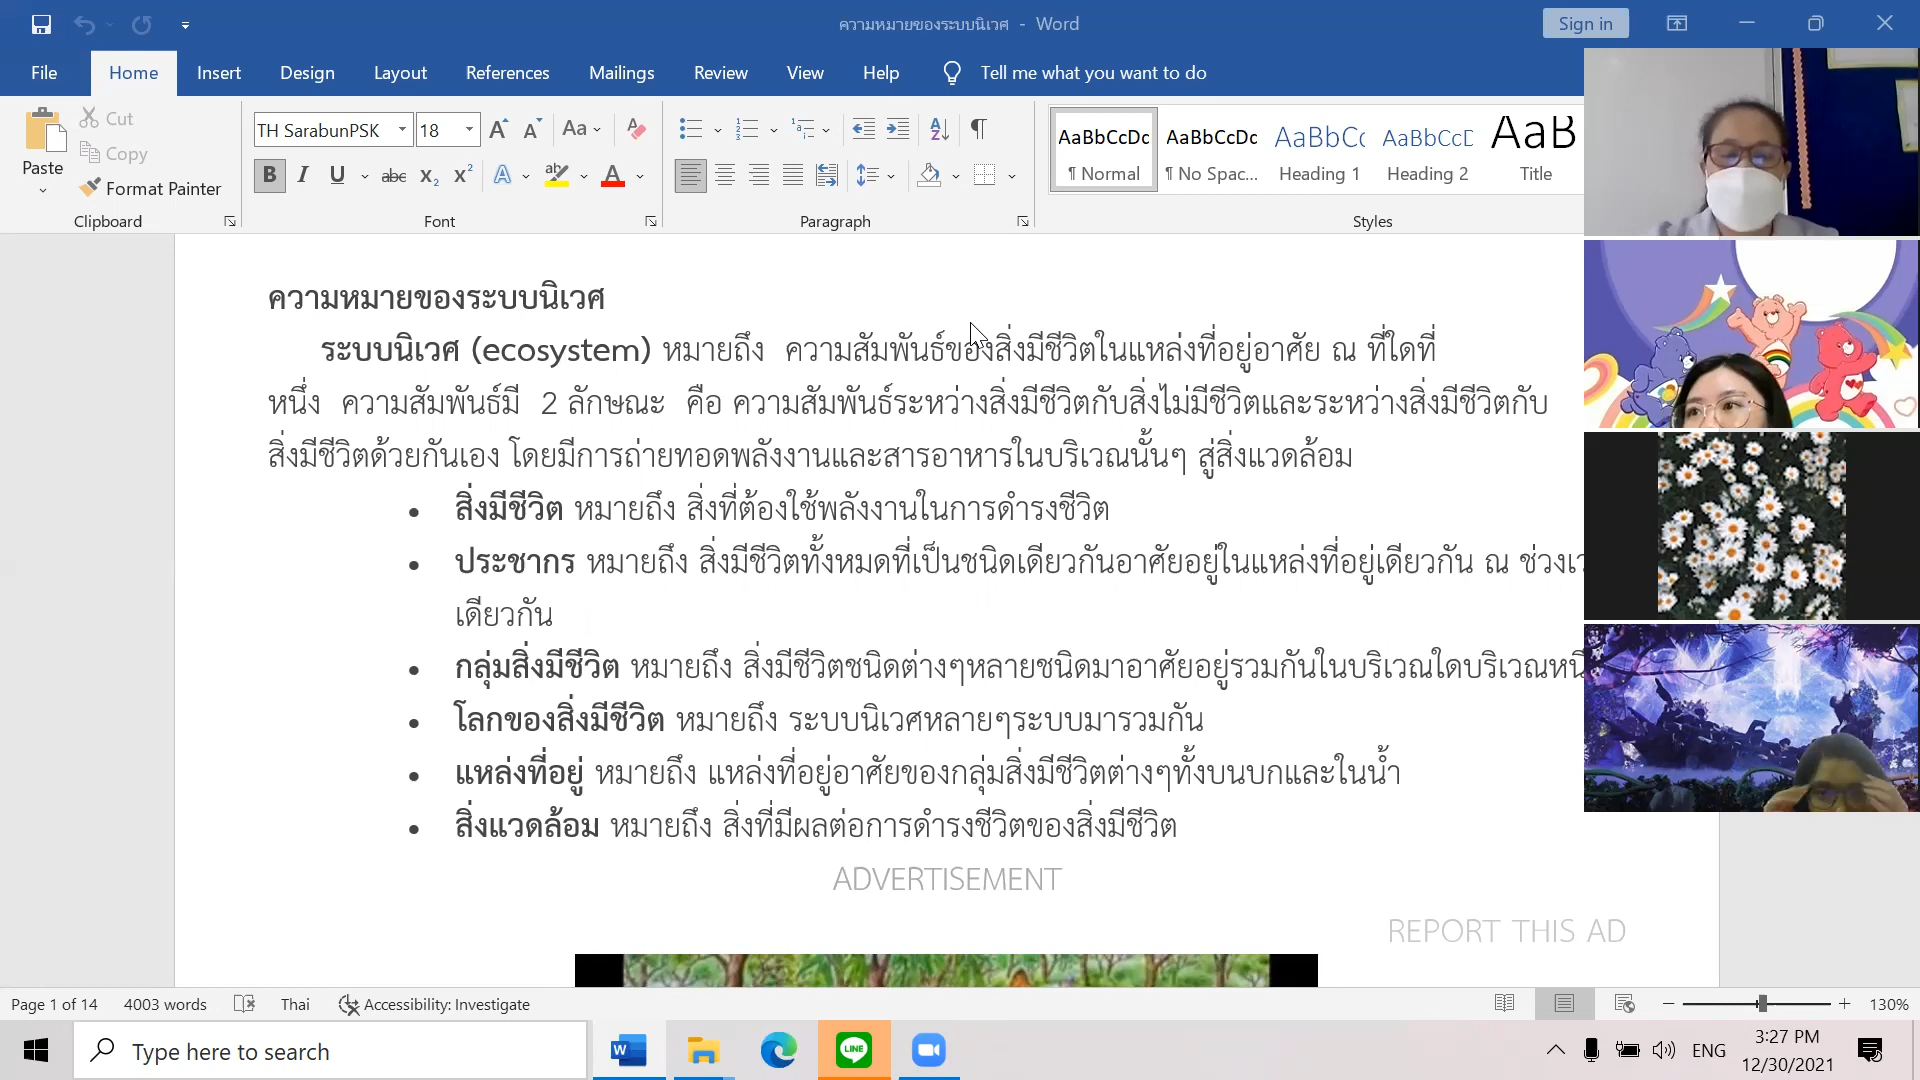 ความหมายของระบบนิเวศ - Word
Sign in
File Home Insert Design Layout References Mailings Review View Help Tell me what you want to do
Paste
Cut
Copy
Format Painter
Clipboard
TH SarabunPSK 18
Font
Paragraph
AaBbCcDc AaBbCcDc AaBbCc AaBbCcD AaB
¶ Normal ¶ No Spac... Heading 1 Heading 2 Title
Styles
ความหมายของระบบนิเวศ
ระบบนิเวศ (ecosystem) หมายถึง ความสัมพันธ์ของสิ่งมีชีวิตในแหล่งที่อยู่อาศัย ณ ที่ใดที่
หนึ่ง ความสัมพันธ์มี 2 ลักษณะ คือ ความสัมพันธ์ระหว่างสิ่งมีชีวิตกับสิ่งไม่มีชีวิตและระหว่างสิ่งมีชีวิตกับ
สิ่งมีชีวิตด้วยกันเอง โดยมีการถ่ายทอดพลังงานและสารอาหารในบริเวณนั้นๆ สู่สิ่งแวดล้อม
• สิ่งมีชีวิต หมายถึง สิ่งที่ต้องใช้พลังงานในการดำรงชีวิต
• ประชากร หมายถึง สิ่งมีชีวิตทั้งหมดที่เป็นชนิดเดียวกันอาศัยอยู่ในแหล่งที่อยู่เดียวกัน ณ ช่วงเว
เดียวกัน
• กลุ่มสิ่งมีชีวิต หมายถึง สิ่งมีชีวิตชนิดต่างๆหลายชนิดมาอาศัยอยู่รวมกันในบริเวณใดบริเวณหนึ
• โลกของสิ่งมีชีวิต หมายถึง ระบบนิเวศหลายๆระบบมารวมกัน
• แหล่งที่อยู่ หมายถึง แหล่งที่อยู่อาศัยของกลุ่มสิ่งมีชีวิตต่างๆทั้งบนบกและในน้ำ
• สิ่งแวดล้อม หมายถึง สิ่งที่มีผลต่อการดำรงชีวิตของสิ่งมีชีวิต
ADVERTISEMENT
REPORT THIS AD
Page 1 of 14 4003 words Thai Accessibility: Investigate 130%
Type here to search
LINE
ENG
3:27 PM
12/30/2021